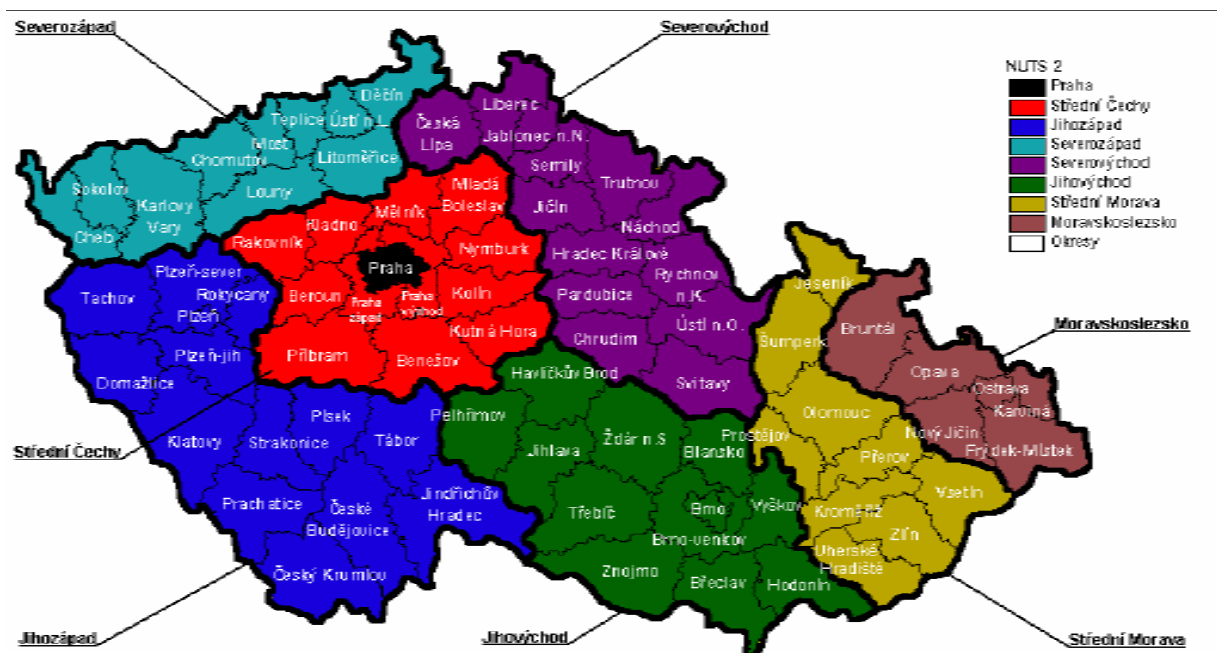 Severozápad
Severovýchod
NUTS 2
Praha
Střední Čechy
Jihozápad
Severozápad
Severovýchod
Jihovýchod
Střední Morava
Moravskoslezsko
Okresy
Děčín
Teplice
Ústí n.L.
Most
Chomutov
Litoměřice
Louny
Sokolov
Karlovy
Vary
Cheb
Liberec
Česká
Lípa
Jablonec n.N.
Semily
Trutnov
Jičín
Náchod
Hradec Králové
Rychnov
n.K.
Pardubice
Ústí n.O.
Chrudim
Svitavy
Mladá
Boleslav
Mělník
Kladno
Rakovník
Nymburk
Praha
Beroun
Praha
západ
Praha
východ
Kolín
Kutná Hora
Příbram
Benešov
Plzeň-sever
Tachov
Rokycany
Plzeň
Plzeň-jih
Domažlice
Klatovy
Písek
Strakonice
Tábor
Prachatice
České
Budějovice
Jindřichův
Hradec
Český Krumlov
Havlíčkův Brod
Pelhřimov
Jihlava
Žďár n.S
Blansko
Třebíč
Brno
Vyškov
Brno-venkov
Znojmo
Břeclav
Hodonín
Jeseník
Šumperk
Olomouc
Prostějov
Přerov
Kroměříž
Vsetín
Zlín
Uherské
Hradiště
Bruntál
Opava
Ostrava
Karviná
Nový Jičín
Frýdek-Místek
Moravskoslezsko
Střední Čechy
Jihozápad
Jihovýchod
Střední Morava